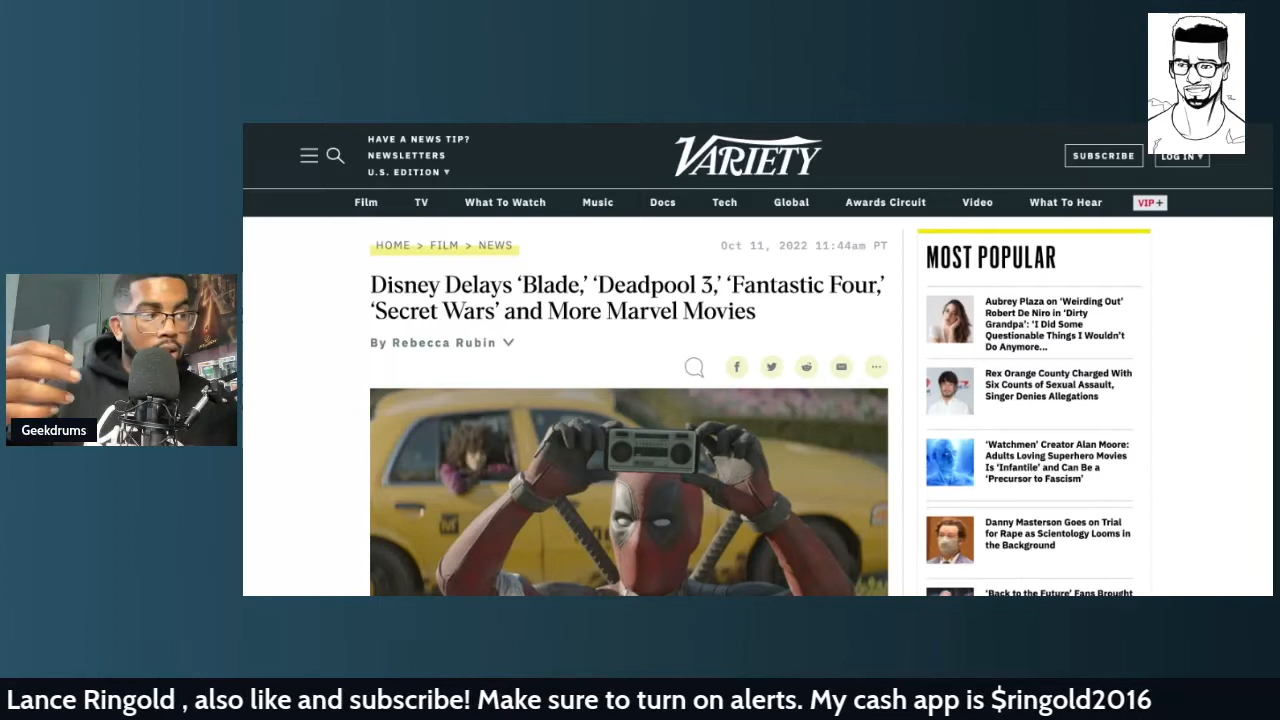 HAVE A NEWS TIP?
NEWSLETTERS
U.S. EDITION ▾
VARIETY
SUBSCRIBE
LOG IN ▾
Film TV What To Watch Music Docs Tech Global Awards Circuit Video What To Hear VIP+
HOME > FILM > NEWS
Oct 11, 2022 11:44am PT
Disney Delays ‘Blade,’ ‘Deadpool 3,’ ‘Fantastic Four,’
‘Secret Wars’ and More Marvel Movies
By Rebecca Rubin
MOST POPULAR
Aubrey Plaza on ‘Weirding Out’
Robert De Niro in ‘Dirty
Grandpa’: ‘I Did Some
Questionable Things I Wouldn’t
Do Anymore...
Rex Orange County Charged With
Six Counts of Sexual Assault,
Singer Denies Allegations
‘Watchmen’ Creator Alan Moore:
Adults Loving Superhero Movies
Is ‘Infantile’ and Can Be a
‘Precursor to Fascism’
Danny Masterson Goes on Trial
for Rape as Scientology Looms in
the Background
‘Back to the Future’ Fans Brought
Geekdrums
Lance Ringold , also like and subscribe! Make sure to turn on alerts. My cash app is $ringold2016